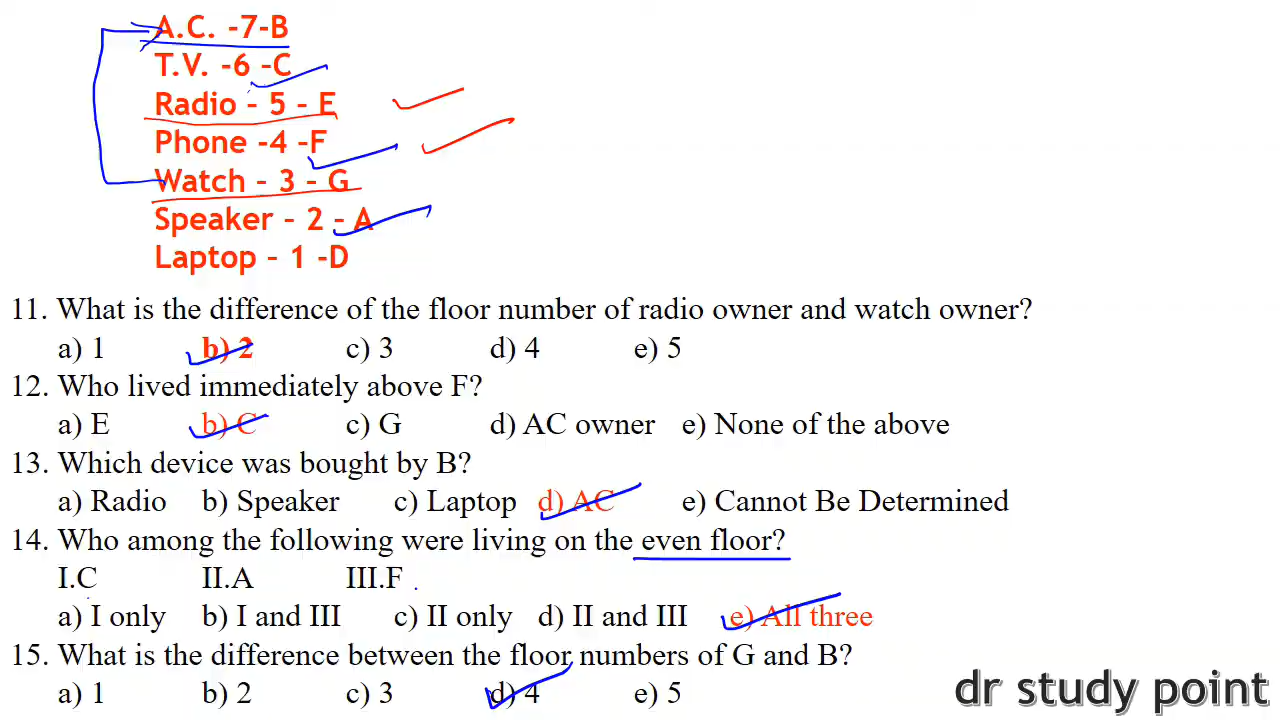 A.C. -7-B
T.V. -6 -C
Radio - 5 - E
Phone -4 -F
Watch - 3 - G
Speaker - 2 - A
Laptop - 1 -D
11. What is the difference of the floor number of radio owner and watch owner?
a) 1 b) 2 c) 3 d) 4 e) 5
12. Who lived immediately above F?
a) E b) C c) G d) AC owner e) None of the above
13. Which device was bought by B?
a) Radio b) Speaker c) Laptop d) AC e) Cannot Be Determined
14. Who among the following were living on the even floor?
I.C II.A III.F
a) I only b) I and III c) II only d) II and III e) All three
15. What is the difference between the floor numbers of G and B?
a) 1 b) 2 c) 3 d) 4 e) 5
dr study point